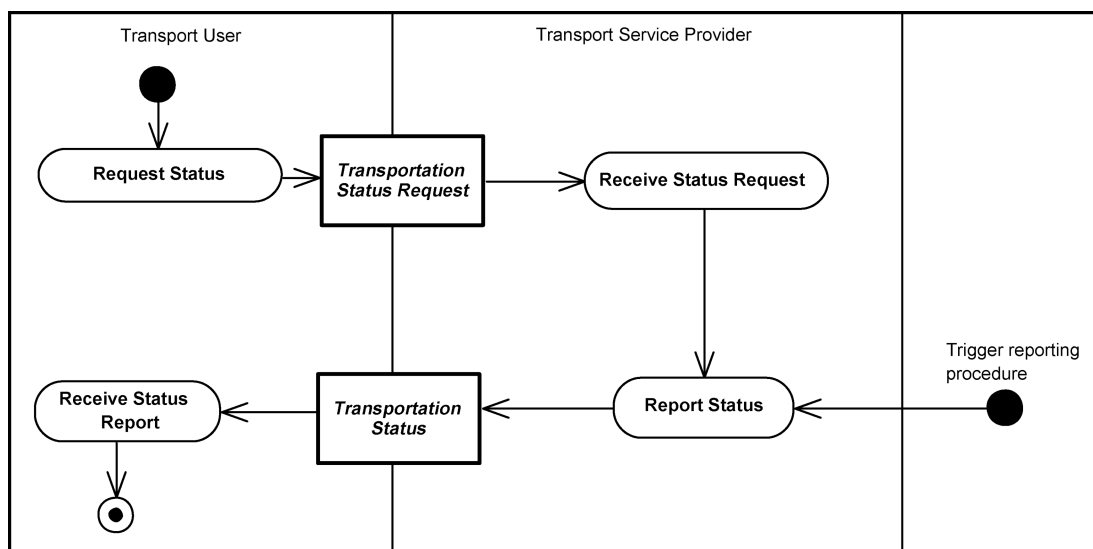 Transport User
Transport Service Provider
Request Status
Transportation
Status Request
Receive Status Request
Trigger reporting
procedure
Receive Status
Report
Transportation
Status
Report Status